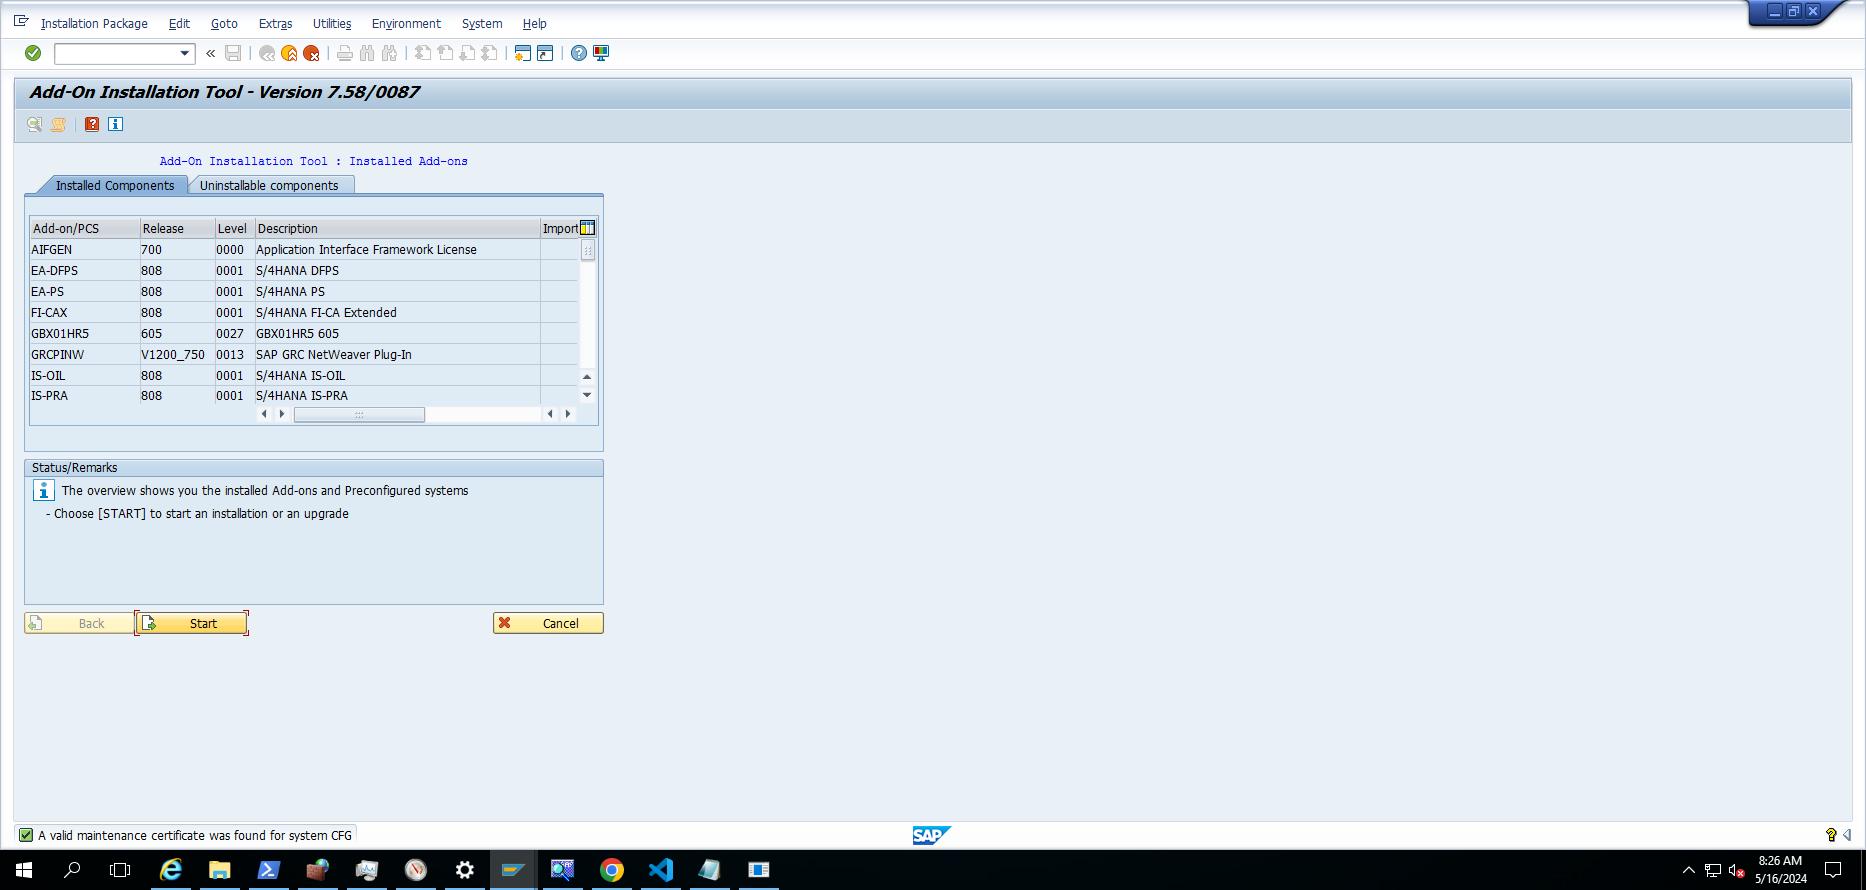 Installation Package Edit Goto Extras Utilities Environment System Help
Add-On Installation Tool - Version 7.58/0087
Add-On Installation Tool : Installed Add-ons
Installed Components Uninstallable components
Add-on/PCS Release Level Description Import
AIFGEN 700 0000 Application Interface Framework License
EA-DFPS 808 0001 S/4HANA DFPS
EA-PS 808 0001 S/4HANA PS
FI-CAX 808 0001 S/4HANA FI-CA Extended
GBX01HR5 605 0027 GBX01HR5 605
GRCPINW V1200_750 0013 SAP GRC NetWeaver Plug-In
IS-OIL 808 0001 S/4HANA IS-OIL
IS-PRA 808 0001 S/4HANA IS-PRA
Status/Remarks
The overview shows you the installed Add-ons and Preconfigured systems
- Choose [START] to start an installation or an upgrade
Back Start Cancel
A valid maintenance certificate was found for system CFG
SAP
8:26 AM
5/16/2024